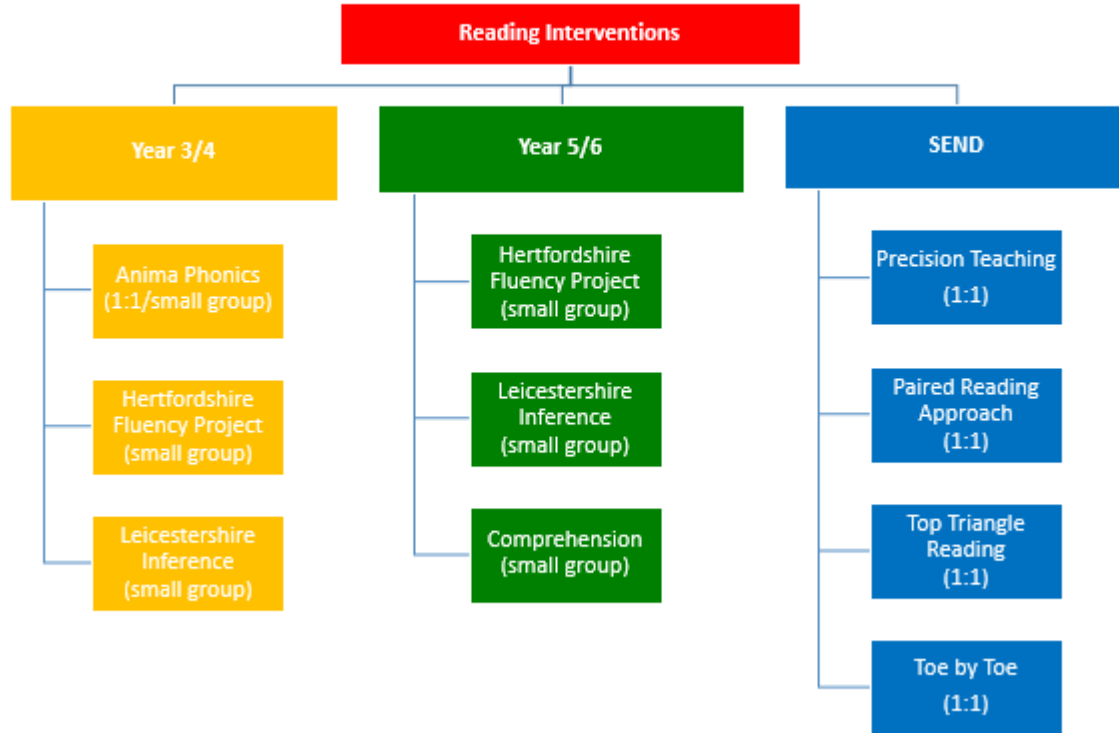 Reading Interventions
Year 3/4
Anima Phonics
(1:1/small group)
Hertfordshire
Fluency Project
(small group)
Leicestershire
Inference
(small group)
Year 5/6
Hertfordshire
Fluency Project
(small group)
Leicestershire
Inference
(small group)
Comprehension
(small group)
SEND
Precision Teaching
(1:1)
Paired Reading
Approach
(1:1)
Top Triangle
Reading
(1:1)
Toe by Toe
(1:1)